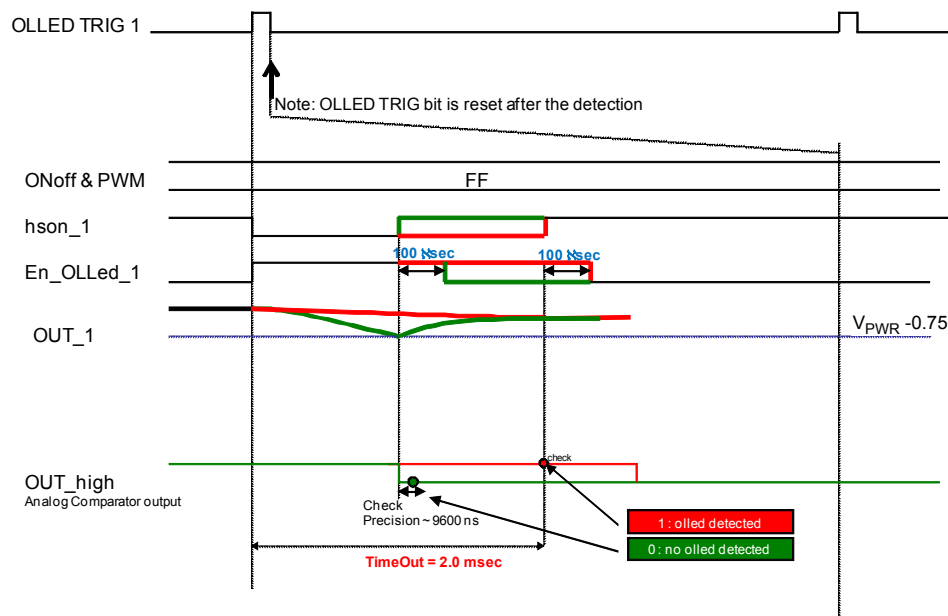 OLLED TRIG 1
Note: OLLED TRIG bit is reset after the detection
ONoff & PWM
FF
hson_1
100 ℵsec
100 ℵsec
En_OLLed_1
VPWR -0.75
OUT_1
check
OUT_high
Analog Comparator output
Check
Precision ~ 9600 ns
1 : olled detected
0 : no olled detected
TimeOut = 2.0 msec